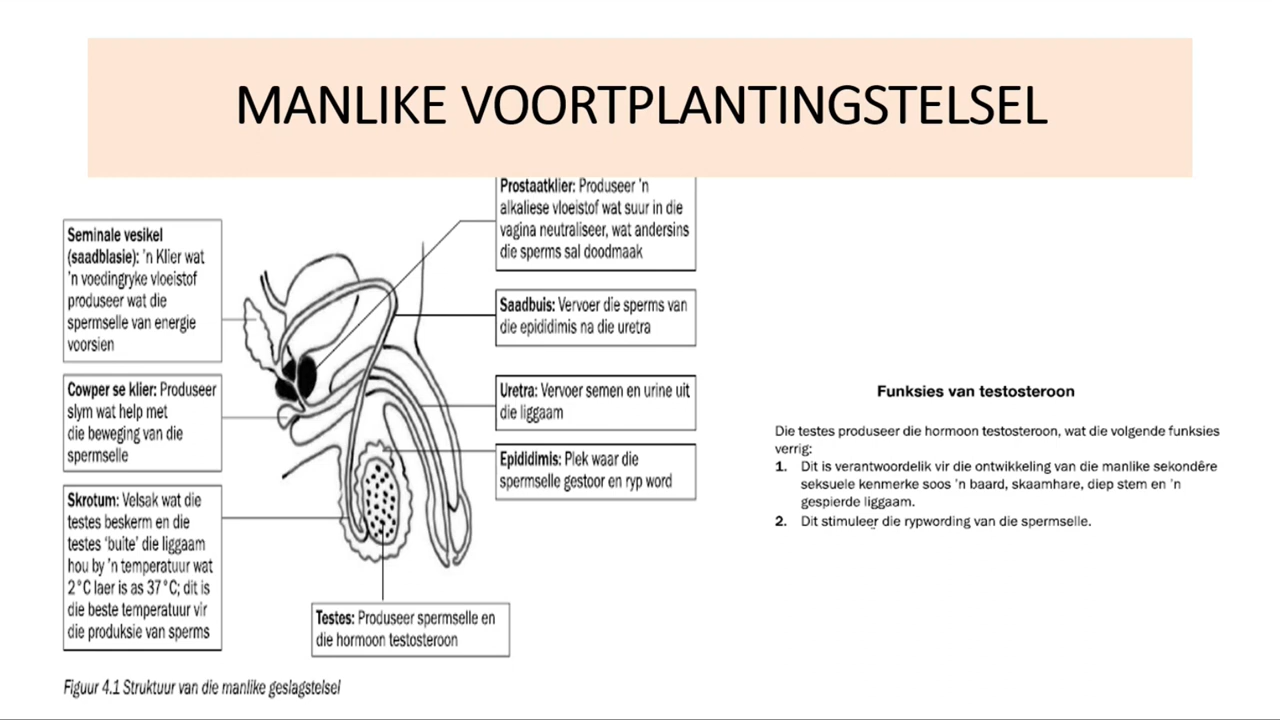 MANLIKE VOORTPLANTINGSTELSEL
Prostaatklier: Produseer 'n
alkaliese vloeistof wat suur in die
vagina neutraliseer, wat andersins
die sperms sal doodmaak
Seminale vesikel
(saadblasie): 'n Klier wat
'n voedingryke vloeistof
produseer wat die
spermselle van energie
voorsien
Saadbuis: Vervoer die sperms van
die epididimis na die uretra
Cowper se klier: Produseer
slym wat help met
die beweging van die
spermselle
Uretra: Vervoer semen en urine uit
die liggaam
Epididimis: Plek waar die
spermselle gestoor en ryp word
Skrotum: Velsak wat die
testes beskerm en die
testes 'buite' die liggaam
hou by 'n temperatuur wat
2°C laer is as 37°C; dit is
die beste temperatuur vir
die produksie van sperms
Testes: Produseer spermselle en
die hormoon testosteroon
Figuur 4.1 Struktuur van die manlike geslagstelsel
Funksies van testosteroon
Die testes produseer die hormoon testosteroon, wat die volgende funksies
verrig:
1. Dit is verantwoordelik vir die ontwikkeling van die manlike sekondêre
seksuele kenmerke soos 'n baard, skaamhare, diep stem en 'n
gespierde liggaam.
2. Dit stimuleer die rypwording van die spermselle.